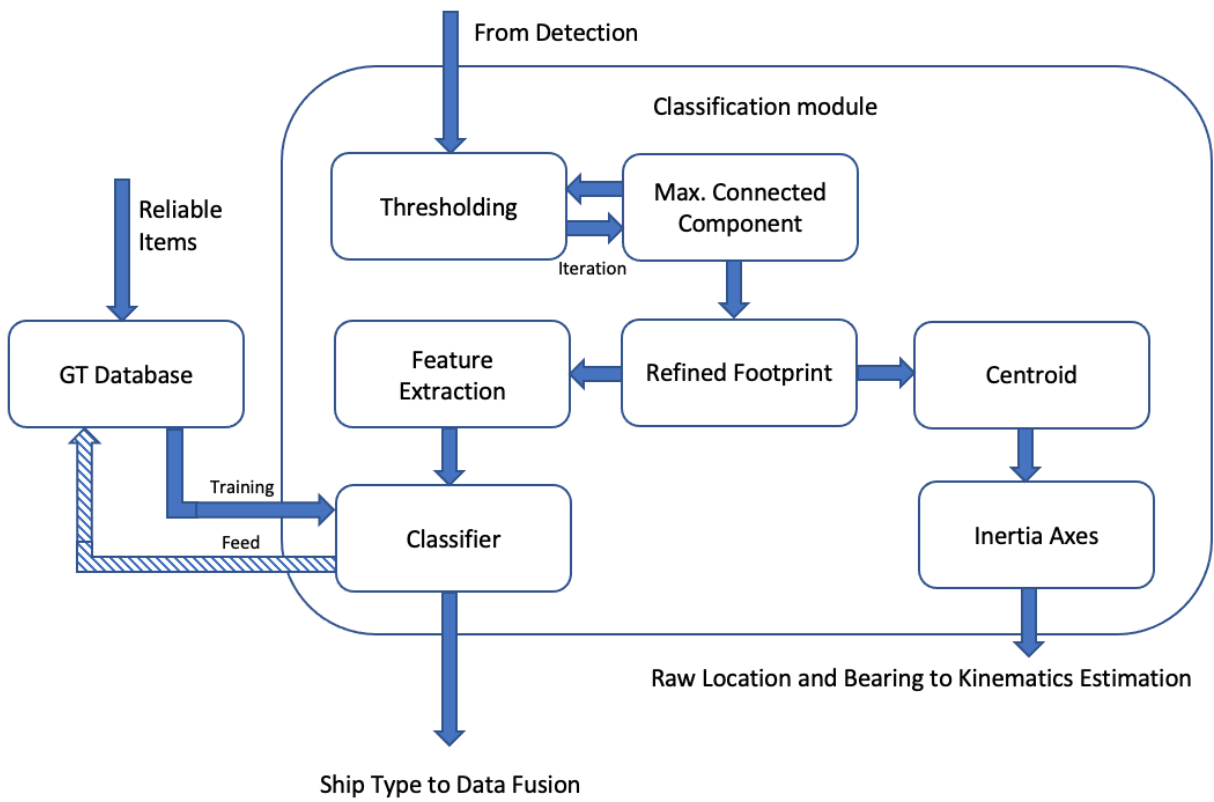 From Detection
Classification module
Thresholding
Max. Connected
Component
Iteration
Reliable
Items
GT Database
Feature
Extraction
Refined Footprint
Centroid
Training
Feed
Classifier
Inertia Axes
Raw Location and Bearing to Kinematics Estimation
Ship Type to Data Fusion